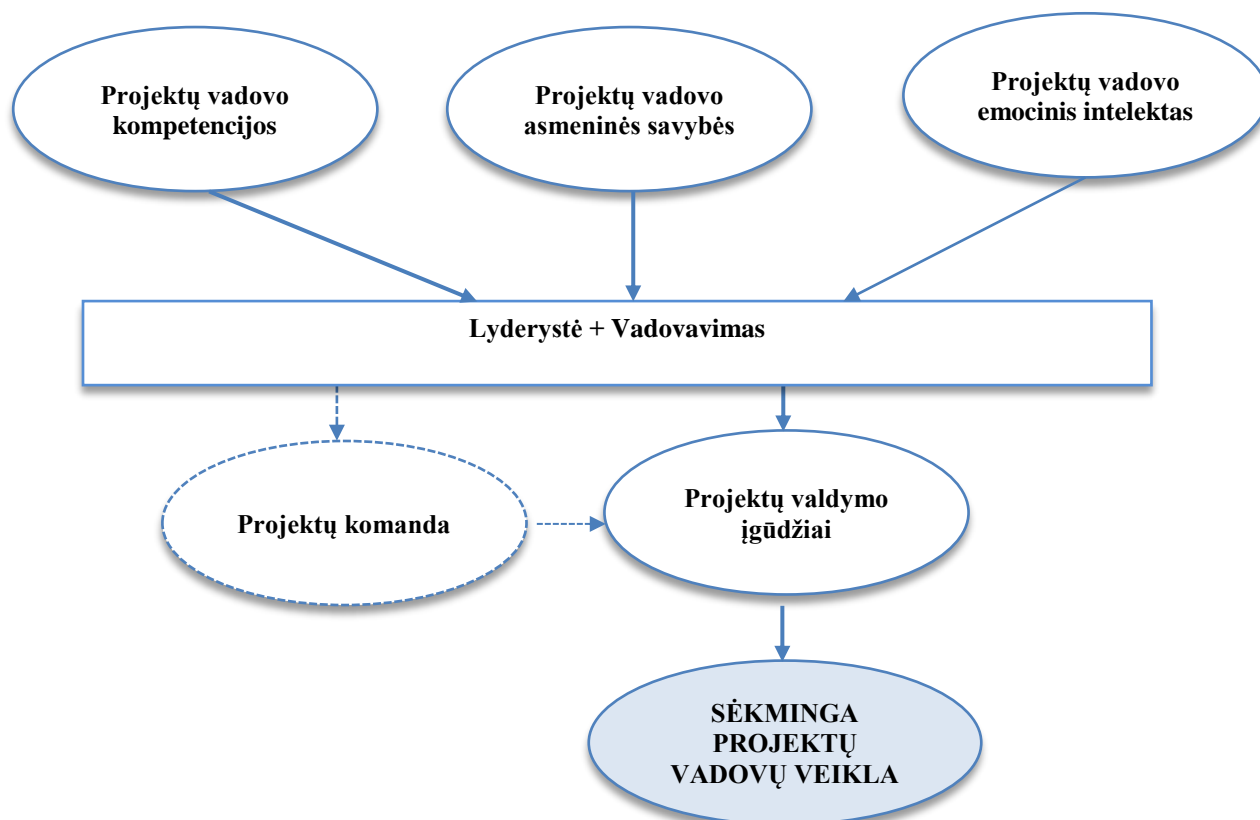 Projektų vadovo
kompetencijos
Projektų vadovo
asmeninės savybės
Projektų vadovo
emocinis intelektas
Lyderystė + Vadovavimas
Projektų komanda
Projektų valdymo
įgūdžiai
SĖKMINGA
PROJEKTŲ
VADOVŲ VEIKLA